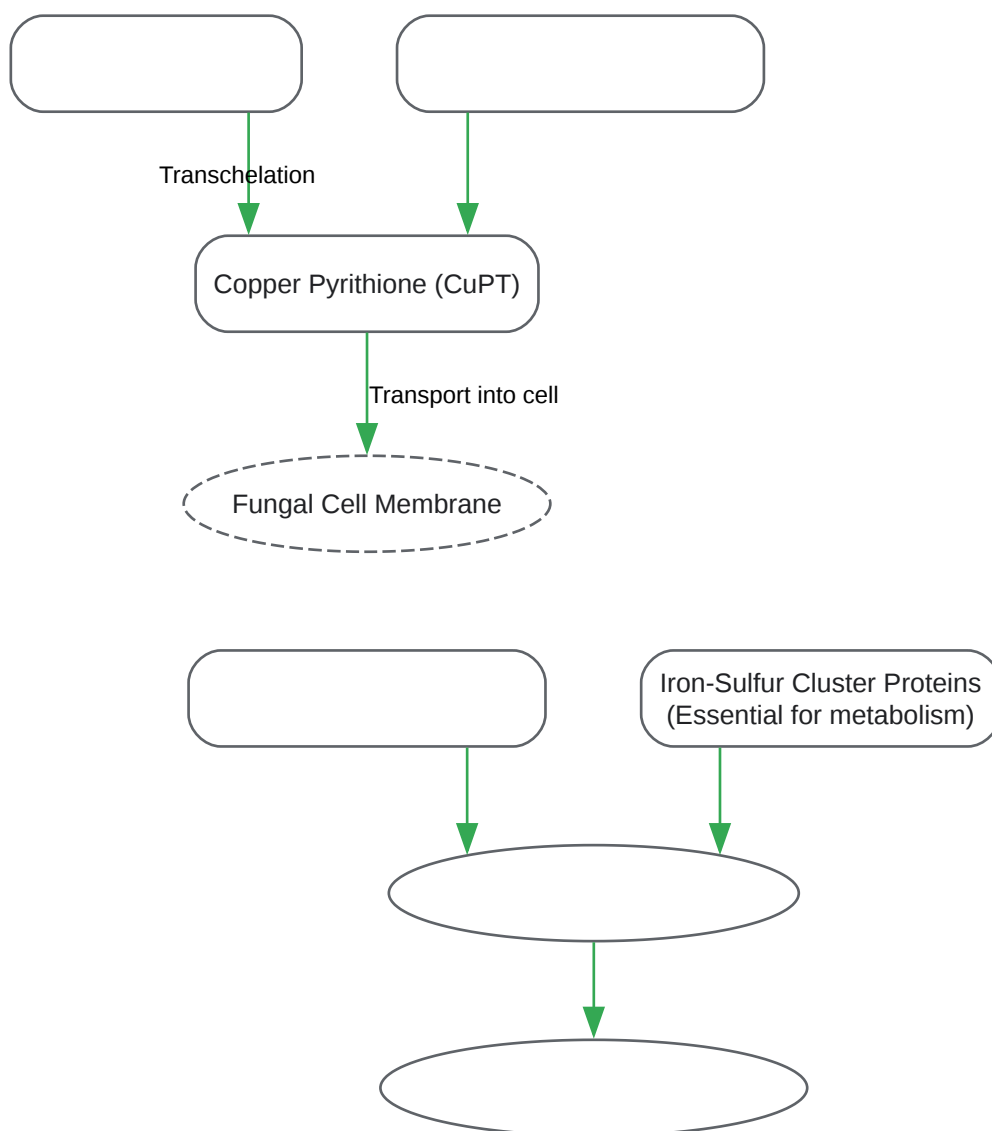 Transchelation
Copper Pyrithione (CuPT)
Transport into cell
Fungal Cell Membrane
Iron-Sulfur Cluster Proteins
(Essential for metabolism)